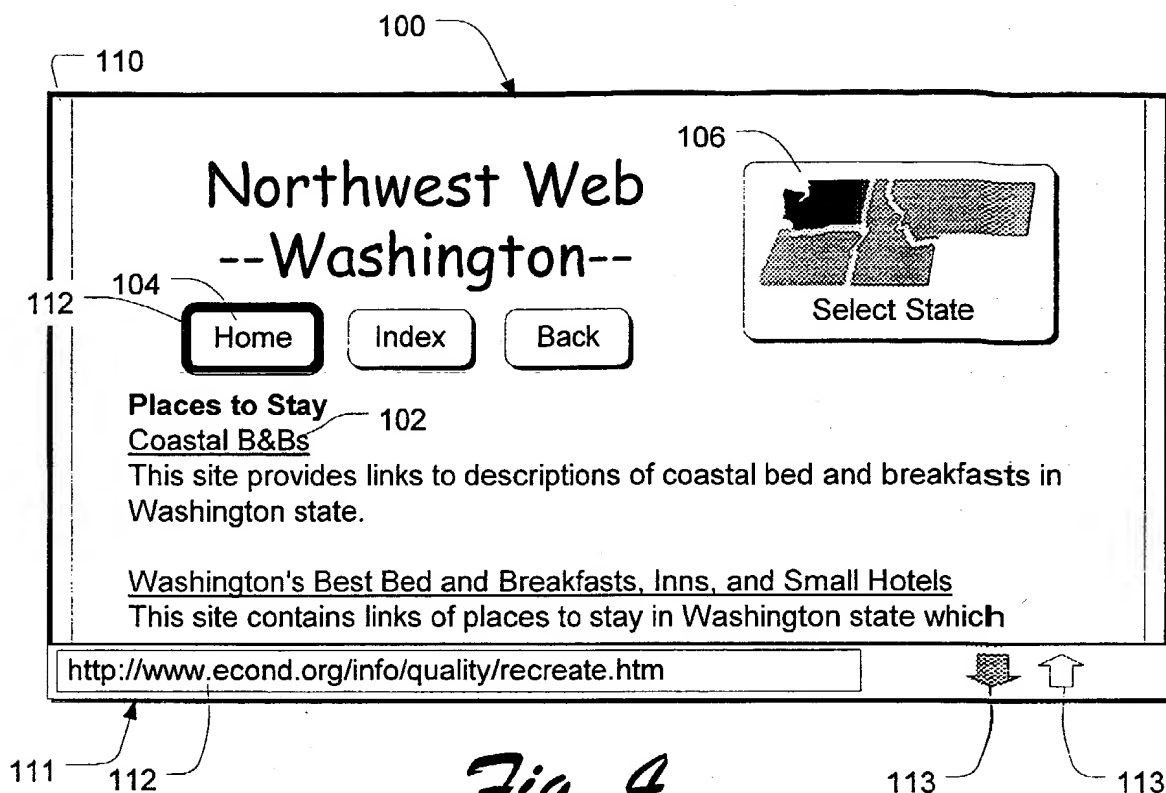 100
110
106
Northwest Web
--Washington--
104
112
Home Index Back
Select State
Places to Stay
102
Coastal B&Bs
This site provides links to descriptions of coastal bed and breakfasts in
Washington state.
Washington's Best Bed and Breakfasts, Inns, and Small Hotels
This site contains links of places to stay in Washington state which
http://www.econd.org/info/quality/recreate.htm
111 112 113 113
Fig. 4